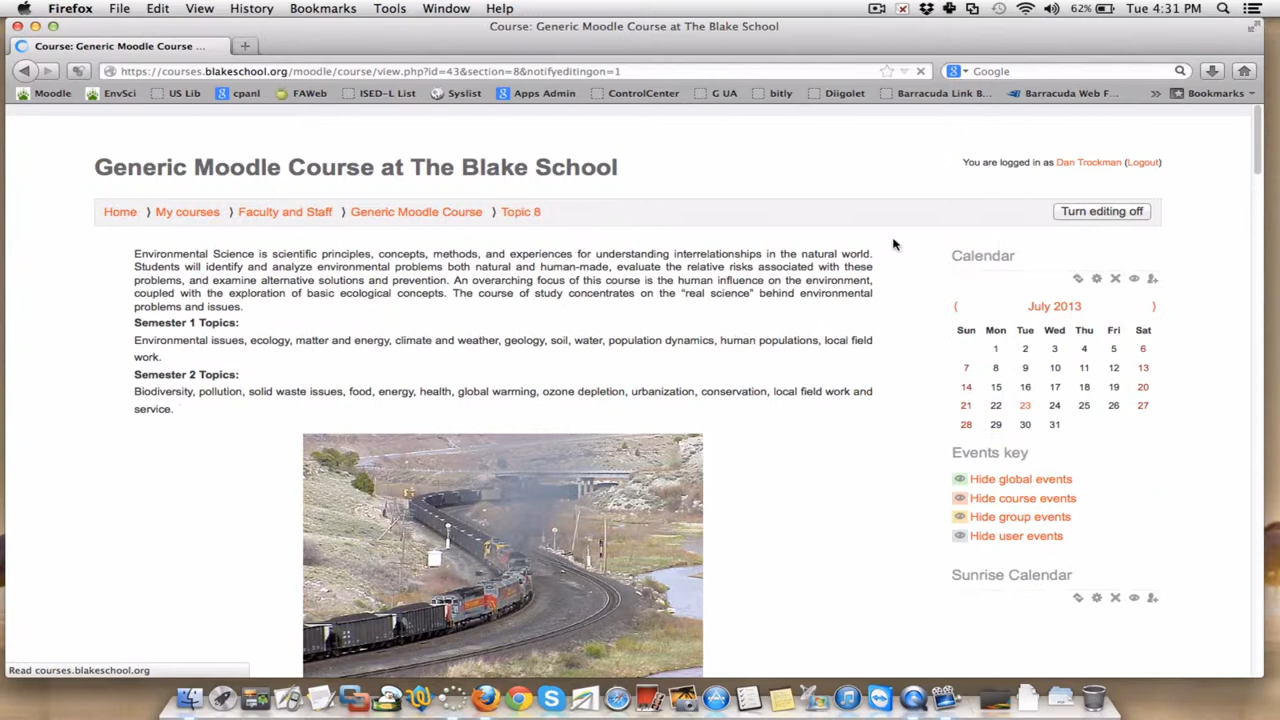 Firefox File Edit View History Bookmarks Tools Window Help 62% Tue 4:31 PM
Course: Generic Moodle Course at The Blake School
Course: Generic Moodle Course ...
https://courses.blakeschool.org/moodle/course/view.php?id=43&section=8&notifyeditingon=1 Google
Moodle EnvSci US Lib cpanl FAWeb ISED-L List Syslist Apps Admin ControlCenter G UA bitly Diigolet Barracuda Link B... Barracuda Web F... » Bookmarks
Generic Moodle Course at The Blake School
You are logged in as Dan Trockman (Logout)
Home 〉 My courses 〉 Faculty and Staff 〉 Generic Moodle Course 〉 Topic 8 Turn editing off
Environmental Science is scientific principles, concepts, methods, and experiences for understanding interrelationships in the natural world.
Students will identify and analyze environmental problems both natural and human-made, evaluate the relative risks associated with these
problems, and examine alternative solutions and prevention. An overarching focus of this course is the human influence on the environment,
coupled with the exploration of basic ecological concepts. The course of study concentrates on the "real science" behind environmental
problems and issues.
Semester 1 Topics:
Environmental issues, ecology, matter and energy, climate and weather, geology, soil, water, population dynamics, human populations, local field
work.
Semester 2 Topics:
Biodiversity, pollution, solid waste issues, food, energy, health, global warming, ozone depletion, urbanization, conservation, local field work and
service.
Calendar
July 2013
Sun Mon Tue Wed Thu Fri Sat
1 2 3 4 5 6
7 8 9 10 11 12 13
14 15 16 17 18 19 20
21 22 23 24 25 26 27
28 29 30 31
Events key
Hide global events
Hide course events
Hide group events
Hide user events
Sunrise Calendar
Read courses.blakeschool.org